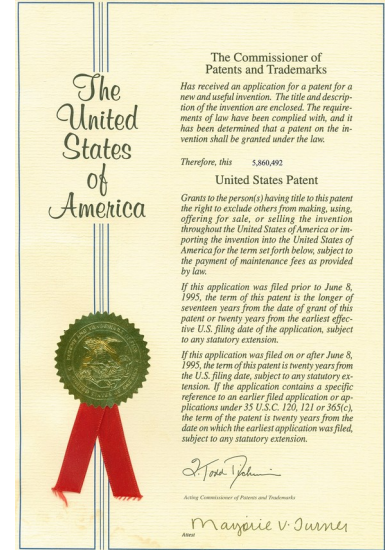 The
United
States
of
America
The Commissioner of
Patents and Trademarks
Has received an application for a patent for a
new and useful invention. The title and descrip-
tion of the invention are enclosed. The require-
ments of law have been complied with, and it
has been determined that a patent on the in-
vention shall be granted under the law.
Therefore, this 5,860,492
United States Patent
Grants to the person(s) having title to this patent
the right to exclude others from making, using,
offering for sale, or selling the invention
throughout the United States of America or im-
porting the invention into the United States of
America for the term set forth below, subject to
the payment of maintenance fees as provided
by law.
If this application was filed prior to June 8,
1995, the term of this patent is the longer of
seventeen years from the date of grant of this
patent or twenty years from the earliest effec-
tive U.S. filing date of the application, subject
to any statutory extension.
If this application was filed on or after June 8,
1995, the term of this patent is twenty years from
the U.S. filing date, subject to any statutory ex-
tension. If the application contains a specific
reference to an earlier filed application or ap-
plications under 35 U.S.C. 120, 121 or 365(c),
the term of the patent is twenty years from the
date on which the earliest application was filed,
subject to any statutory extension.
Acting Commissioner of Patents and Trademarks
Marjorie V. Turner
Attest